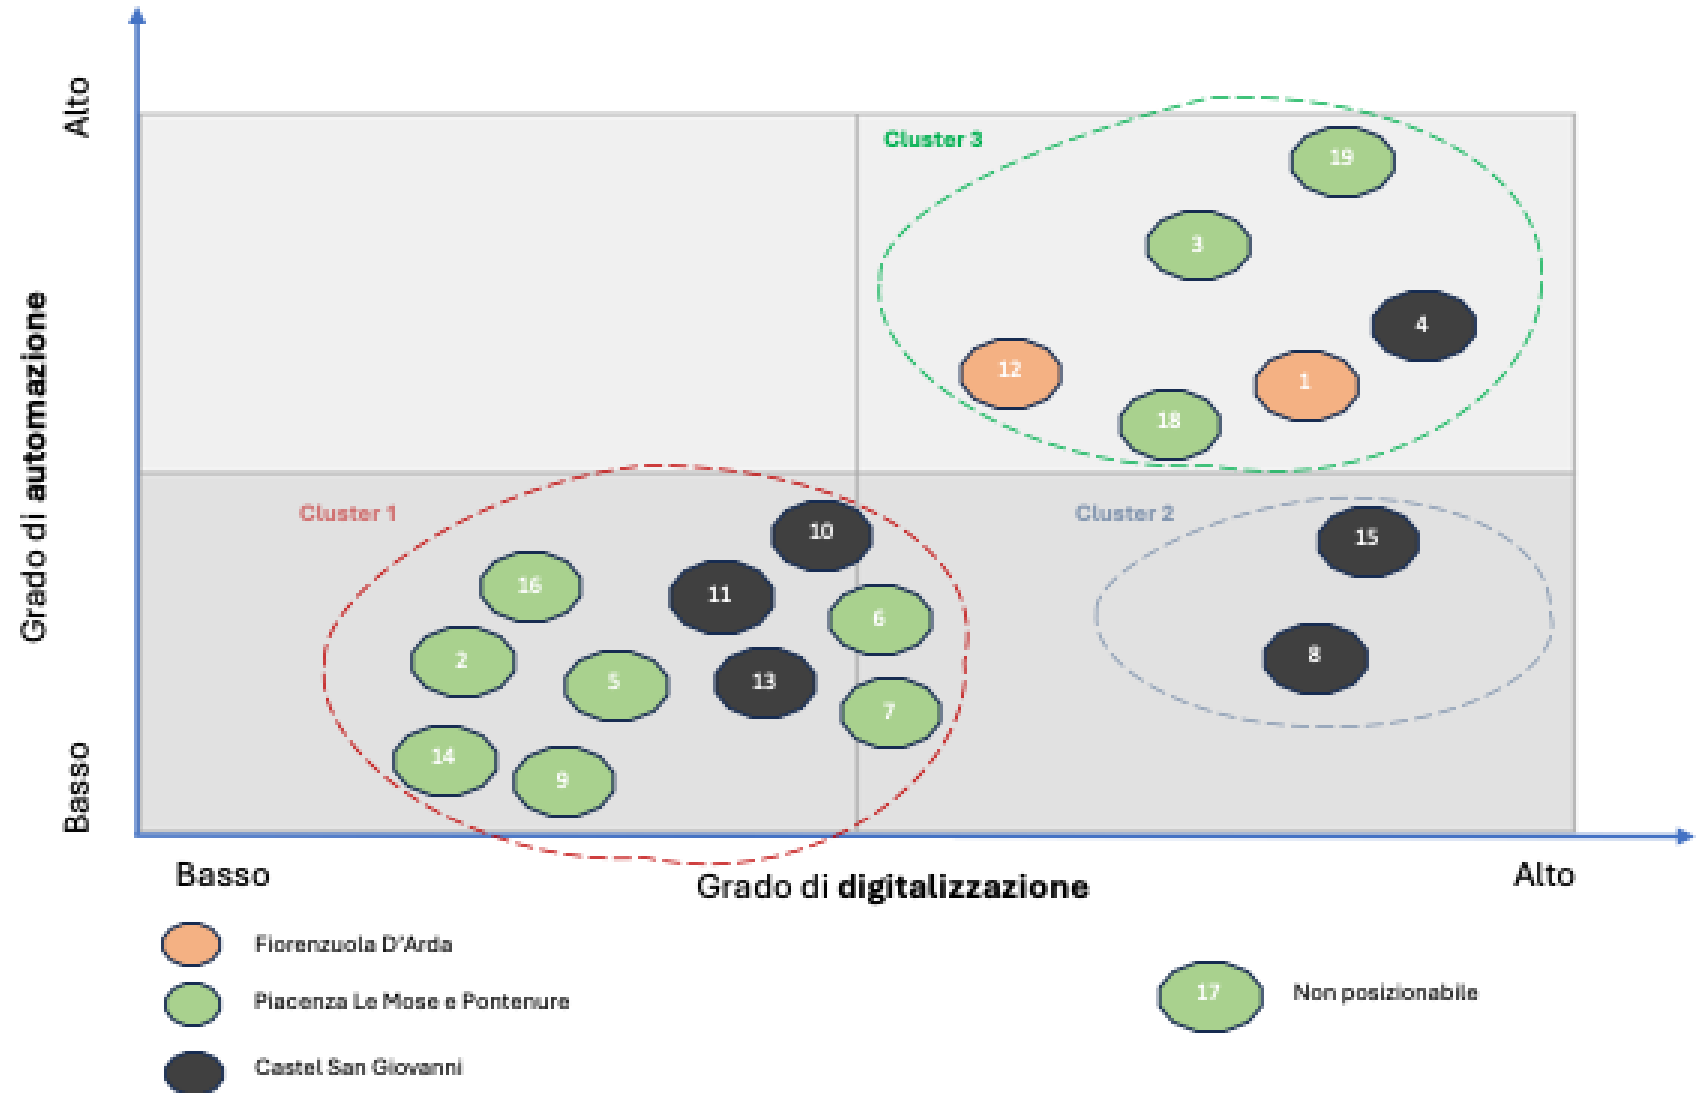 Alto
Grado di automazione
Basso
Cluster 3
19
3
4
12
1
18
Cluster 1
Cluster 2
10
15
16
11
6
2
5
13
8
7
14
9
Basso
Grado di digitalizzazione
Alto
Fiorenzuola D'Arda
Piacenza Le Mose e Pontenure
Castel San Giovanni
17
Non posizionabile